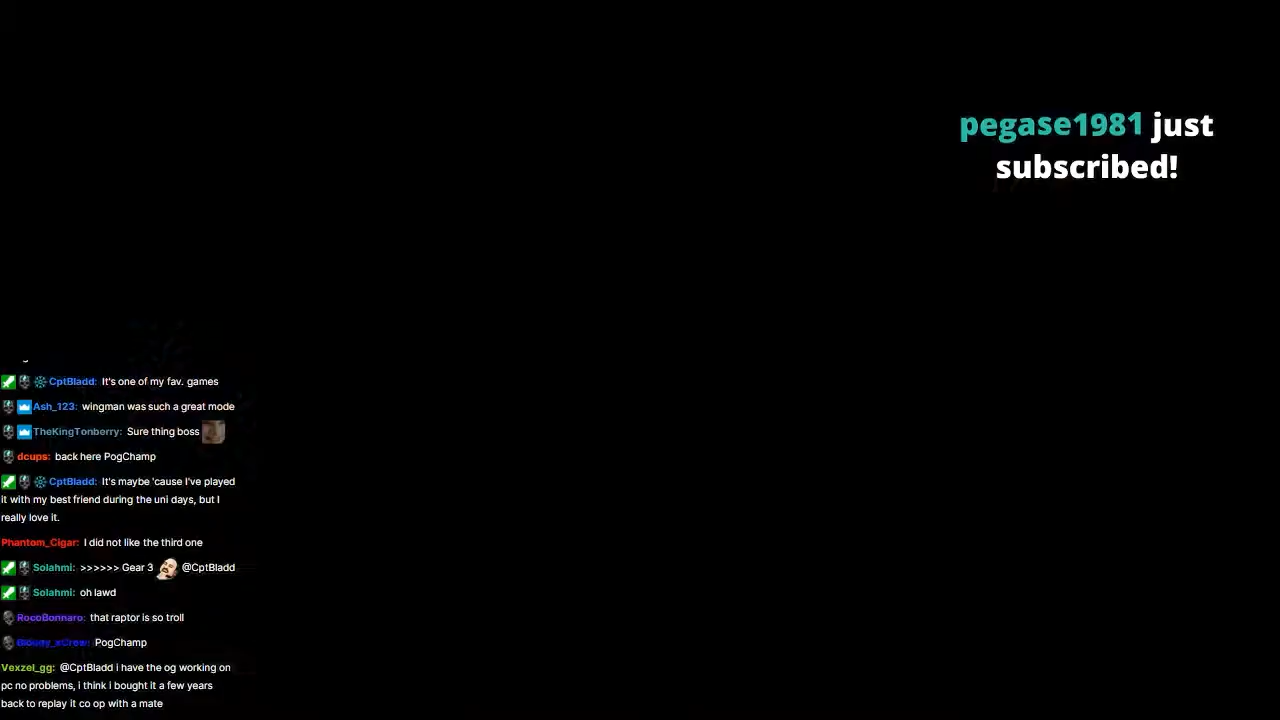 pegase1981 just
subscribed!
CptBladd: It's one of my fav. games
Ash_123: wingman was such a great mode
TheKingTonberry: Sure thing boss
dcups: back here PogChamp
CptBladd: It's maybe 'cause I've played
it with my best friend during the uni days, but I
really love it.
Phantom_Cigar: I did not like the third one
Solahmi: >>>>>> Gear 3 @CptBladd
Solahmi: oh lawd
RocoBonnaro: that raptor is so troll
PogChamp
Vexzel_gg: @CptBladd i have the og working on
pc no problems, i think i bought it a few years
back to replay it co op with a mate